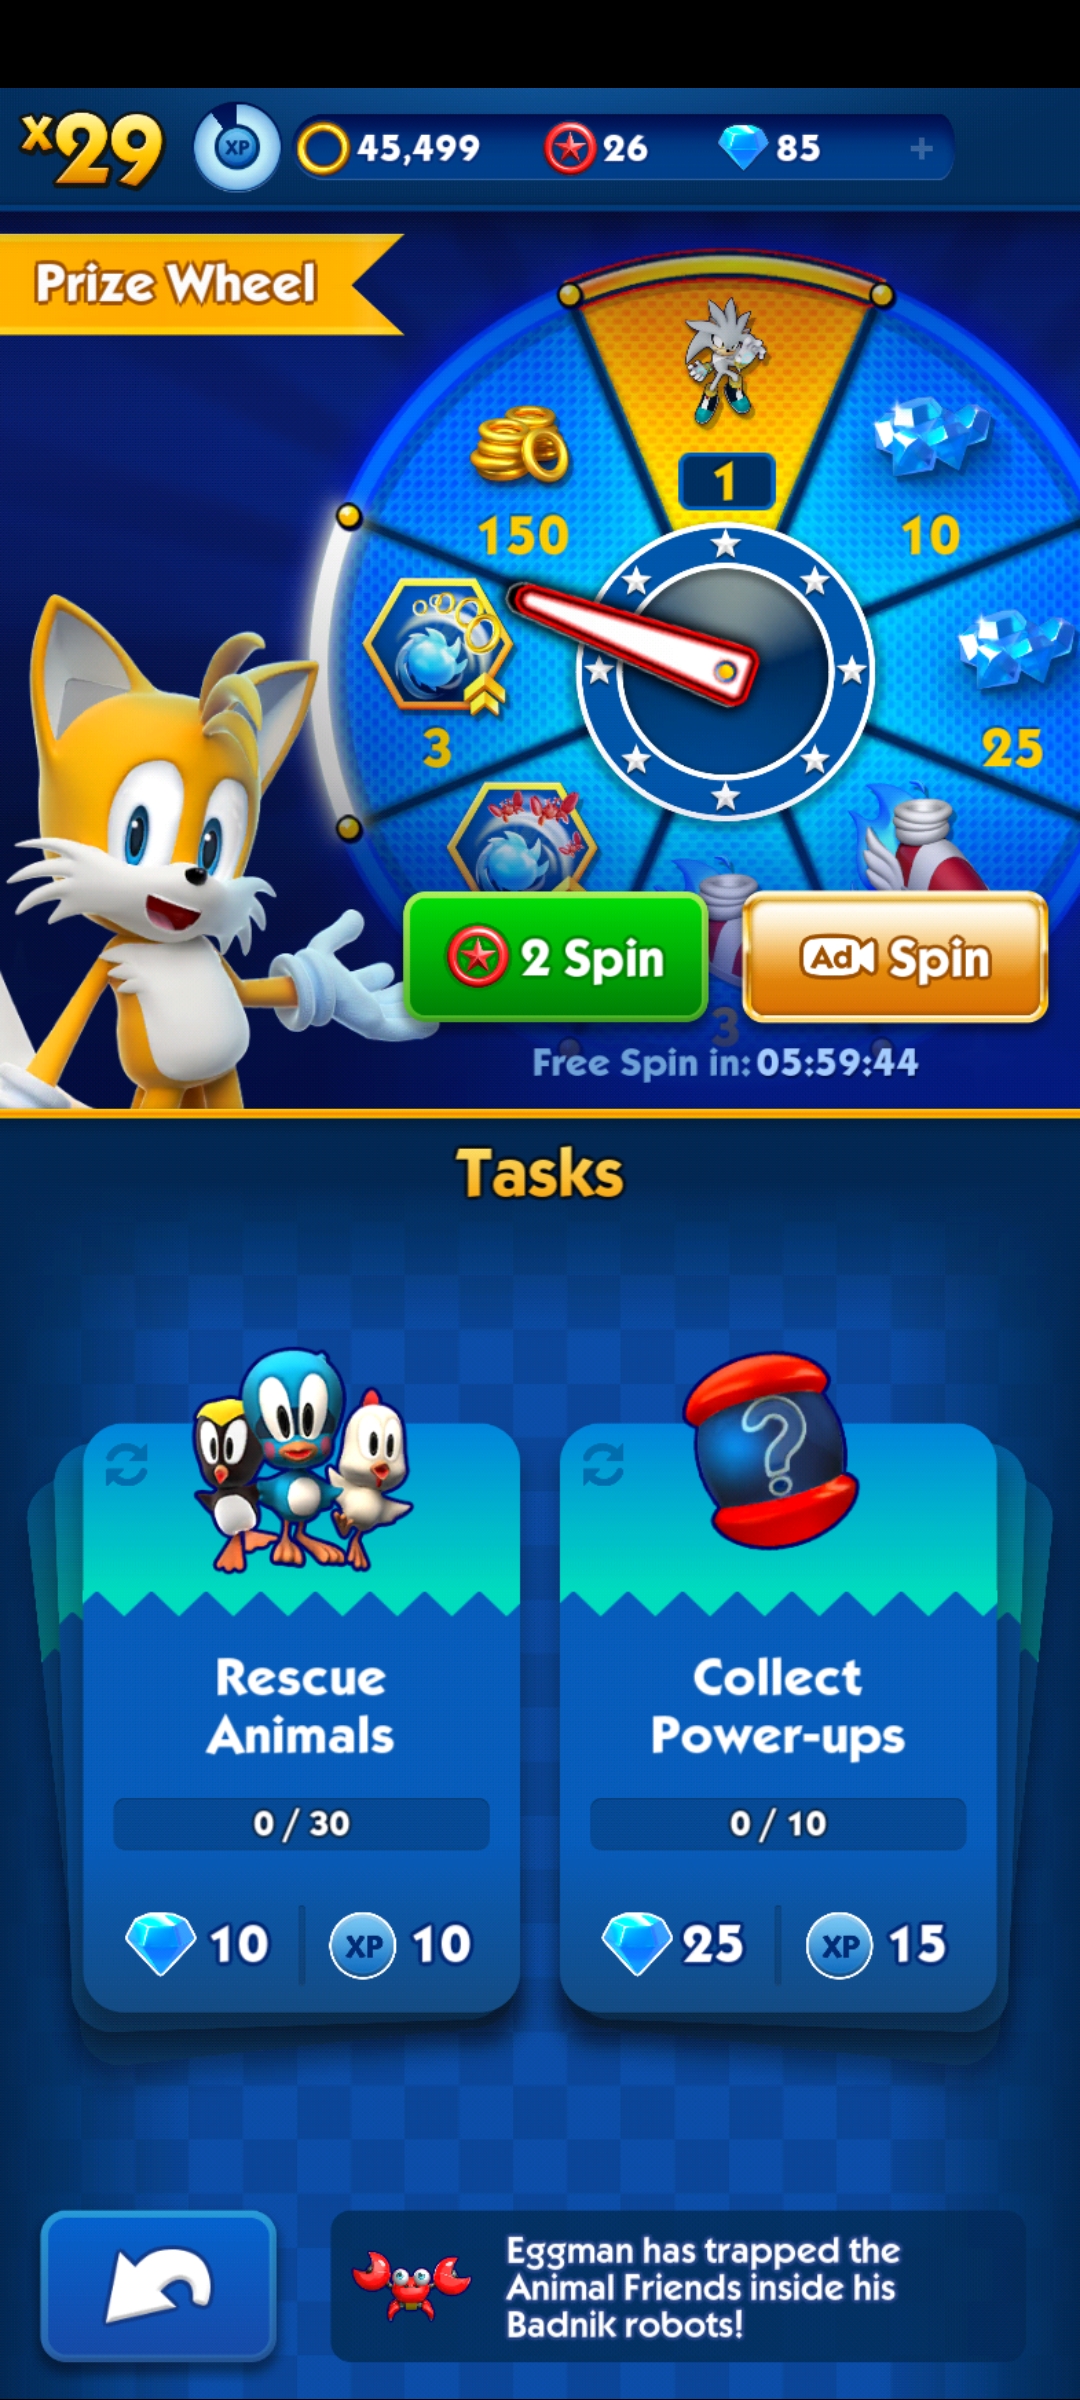 x29
XP
45,499
26
85
+
Prize Wheel
1
150
10
3
25
2 Spin
Ad Spin
3
Free Spin in: 05:59:44
Tasks
?
Rescue
Animals
0 / 30
10
XP 10
Collect
Power-ups
0 / 10
25
XP 15
Eggman has trapped the
Animal Friends inside his
Badnik robots!